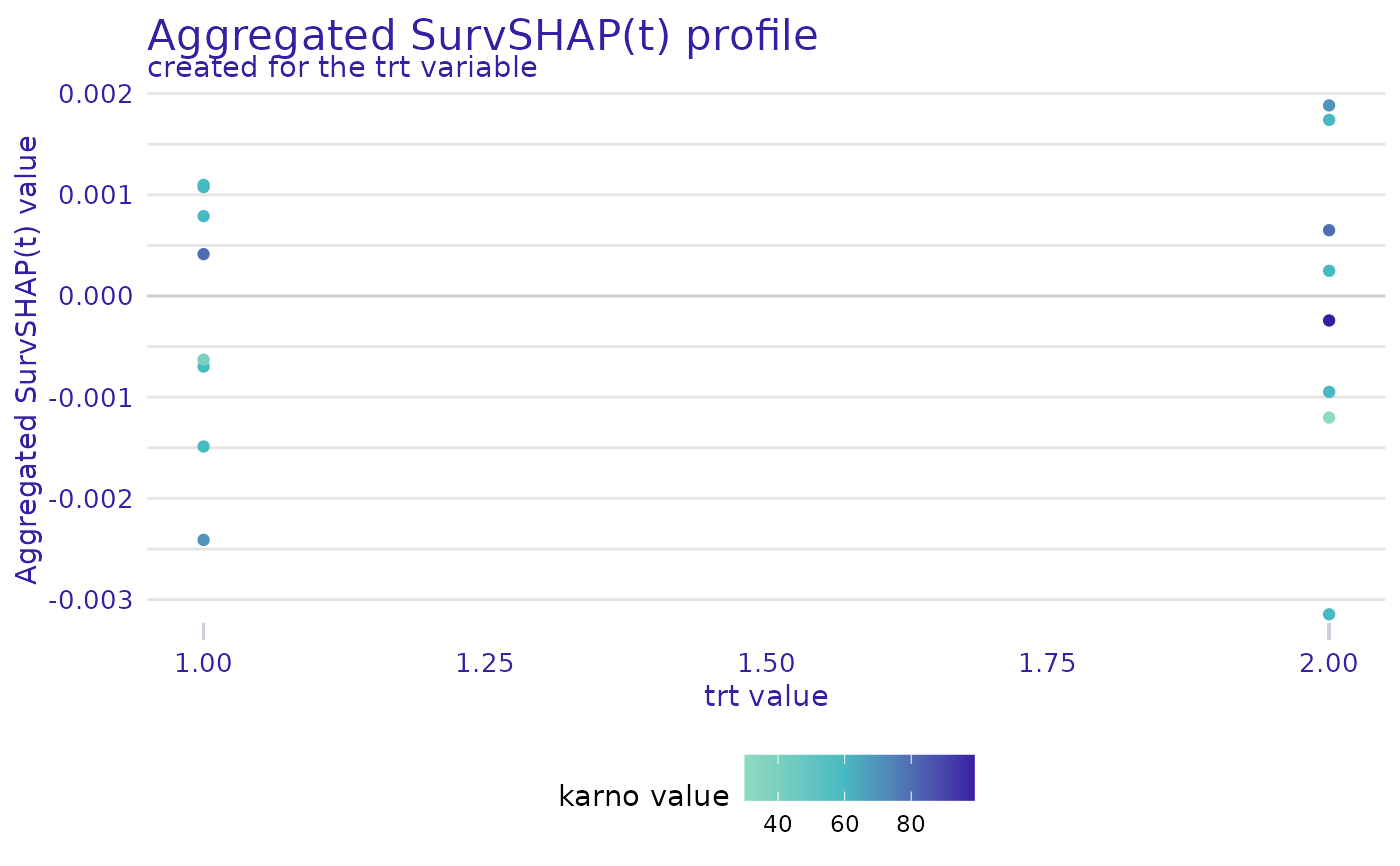 Aggregated SurvSHAP(t) profile
created for the trt variable
Aggregated SurvSHAP(t) value
0.002
0.001
0.000
-0.001
-0.002
-0.003
1.00 1.25 1.50 1.75 2.00
trt value
karno value
40 60 80